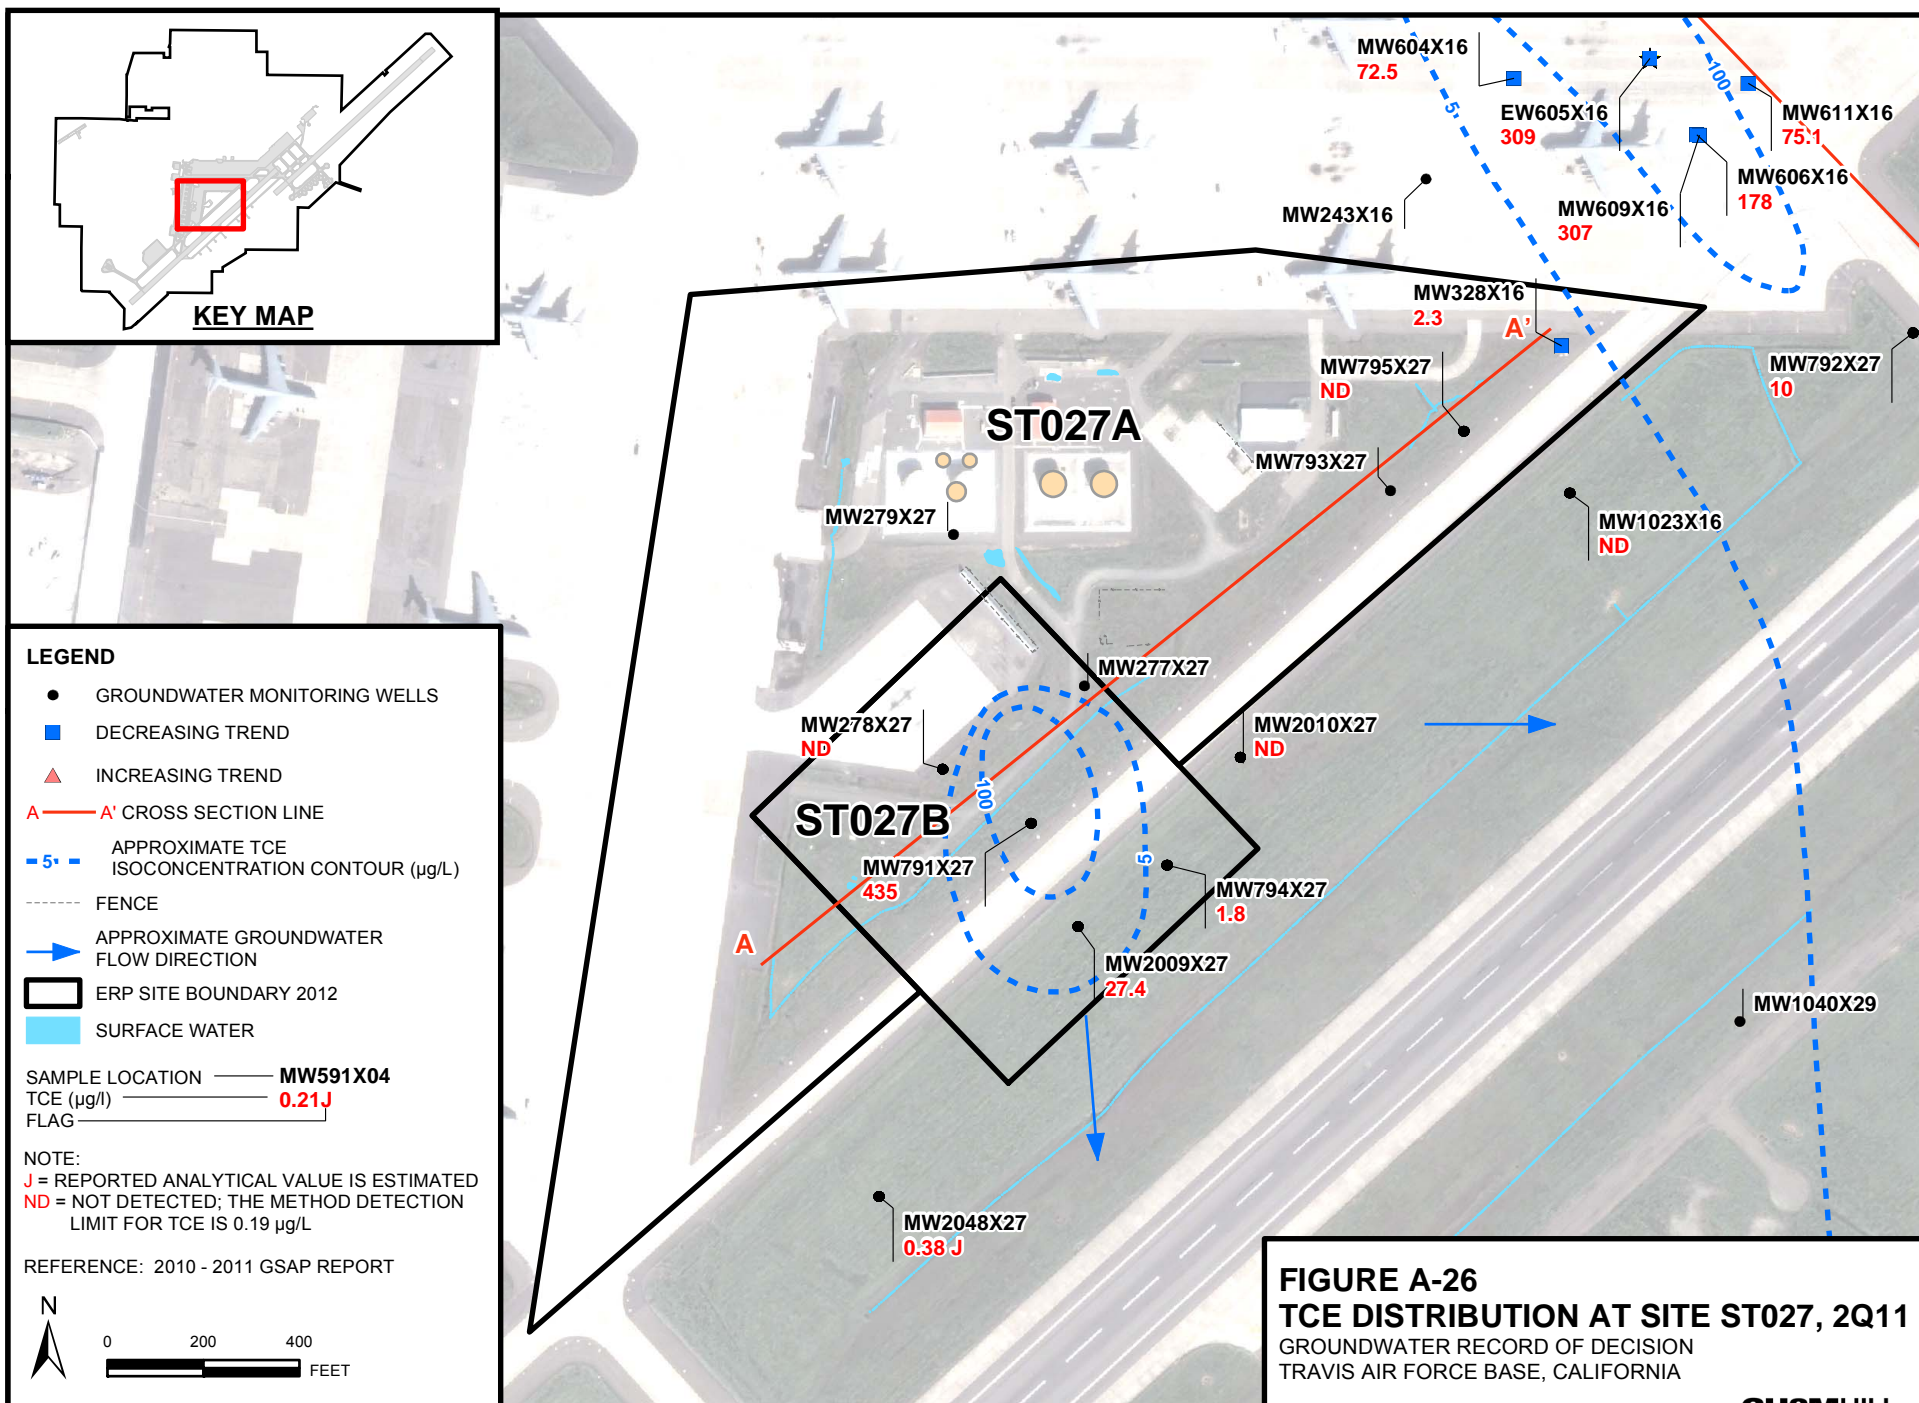 KEY MAP
MW604X16
72.5
5
EW605X16
309
100
MW611X16
75.1
MW606X16
178
MW609X16
307
MW243X16
MW328X16
2.3
A'
MW795X27
ND
MW792X27
10
ST027A
MW793X27
MW279X27
MW1023X16
ND
MW277X27
MW278X27
ND
MW2010X27
ND
100
ST027B
MW791X27
435
5
MW794X27
1.8
A
MW2009X27
27.4
MW1040X29
MW2048X27
0.38 J
LEGEND
GROUNDWATER MONITORING WELLS
DECREASING TREND
INCREASING TREND
A A' CROSS SECTION LINE
5 APPROXIMATE TCE
ISOCONCENTRATION CONTOUR (µg/L)
FENCE
APPROXIMATE GROUNDWATER
FLOW DIRECTION
ERP SITE BOUNDARY 2012
SURFACE WATER
SAMPLE LOCATION MW591X04
TCE (µg/l) 0.21J
FLAG
NOTE:
J = REPORTED ANALYTICAL VALUE IS ESTIMATED
ND = NOT DETECTED; THE METHOD DETECTION
LIMIT FOR TCE IS 0.19 µg/L
REFERENCE: 2010 - 2011 GSAP REPORT
N
0 200 400
FEET
FIGURE A-26
TCE DISTRIBUTION AT SITE ST027, 2Q11
GROUNDWATER RECORD OF DECISION
TRAVIS AIR FORCE BASE, CALIFORNIA